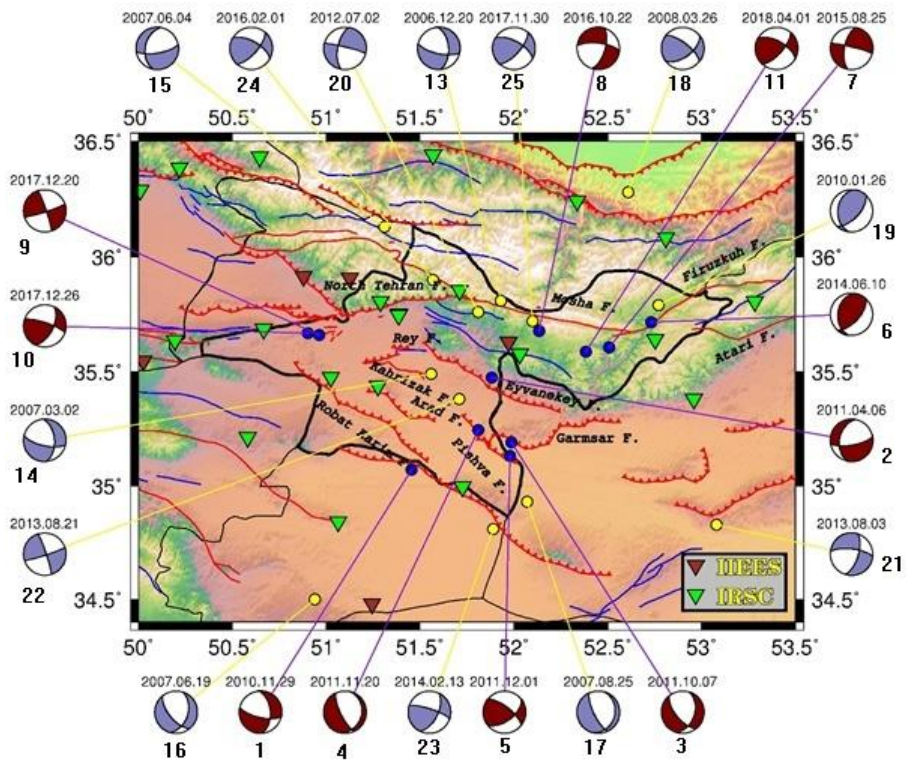 2007.06.04 2016.02.01 2012.07.02 2006.12.20 2017.11.30 2016.10.22 2008.03.26 2018.04.01 2015.08.25
15 24 20 13 25 8 18 11 7
50° 50.5° 51° 51.5° 52° 52.5° 53° 53.5°
36.5° 36.5°
2017.12.20
9
2010.01.26
19
36° 36°
Firuzkuh F.
North Tehran F.
Mosha F.
2017.12.26
10
2014.06.10
6
Rey F.
Atari F.
35.5° 35.5°
Kahrizak F.
Eyvanekey F.
Arad F.
Robat Karim F.
Pishva F.
Garmsar F.
2007.03.02
14
2011.04.06
2
35° 35°
2013.08.21
22
2013.08.03
21
IIEES
IRSC
34.5° 34.5°
50° 50.5° 51° 51.5° 52° 52.5° 53° 53.5°
2007.06.19 2010.11.29 2011.11.20 2014.02.13 2011.12.01 2007.08.25 2011.10.07
16 1 4 23 5 17 3